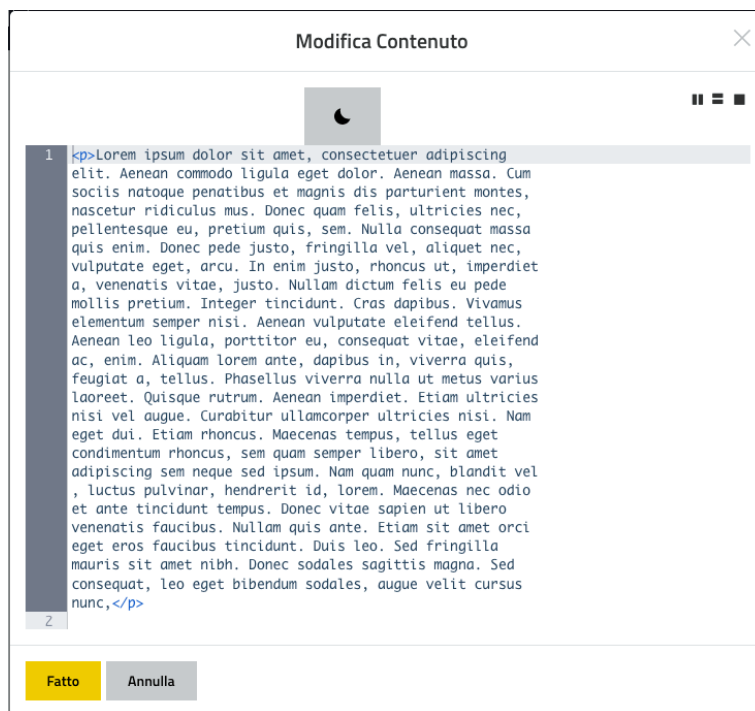 Modifica Contenuto
1 <p>Lorem ipsum dolor sit amet, consectetuer adipiscing
elit. Aenean commodo ligula eget dolor. Aenean massa. Cum
sociis natoque penatibus et magnis dis parturient montes,
nascetur ridiculus mus. Donec quam felis, ultricies nec,
pellentesque eu, pretium quis, sem. Nulla consequat massa
quis enim. Donec pede justo, fringilla vel, aliquet nec,
vulputate eget, arcu. In enim justo, rhoncus ut, imperdiet
a, venenatis vitae, justo. Nullam dictum felis eu pede
mollis pretium. Integer tincidunt. Cras dapibus. Vivamus
elementum semper nisi. Aenean vulputate eleifend tellus.
Aenean leo ligula, porttitor eu, consequat vitae, eleifend
ac, enim. Aliquam lorem ante, dapibus in, viverra quis,
feugiat a, tellus. Phasellus viverra nulla ut metus varius
laoreet. Quisque rutrum. Aenean imperdiet. Etiam ultricies
nisi vel augue. Curabitur ullamcorper ultricies nisi. Nam
eget dui. Etiam rhoncus. Maecenas tempus, tellus eget
condimentum rhoncus, sem quam semper libero, sit amet
adipiscing sem neque sed ipsum. Nam quam nunc, blandit vel
, luctus pulvinar, hendrerit id, lorem. Maecenas nec odio
et ante tincidunt tempus. Donec vitae sapien ut libero
venenatis faucibus. Nullam quis ante. Etiam sit amet orci
eget eros faucibus tincidunt. Duis leo. Sed fringilla
mauris sit amet nibh. Donec sodales sagittis magna. Sed
consequat, leo eget bibendum sodales, augue velit cursus
nunc,</p>
2
Fatto Annulla